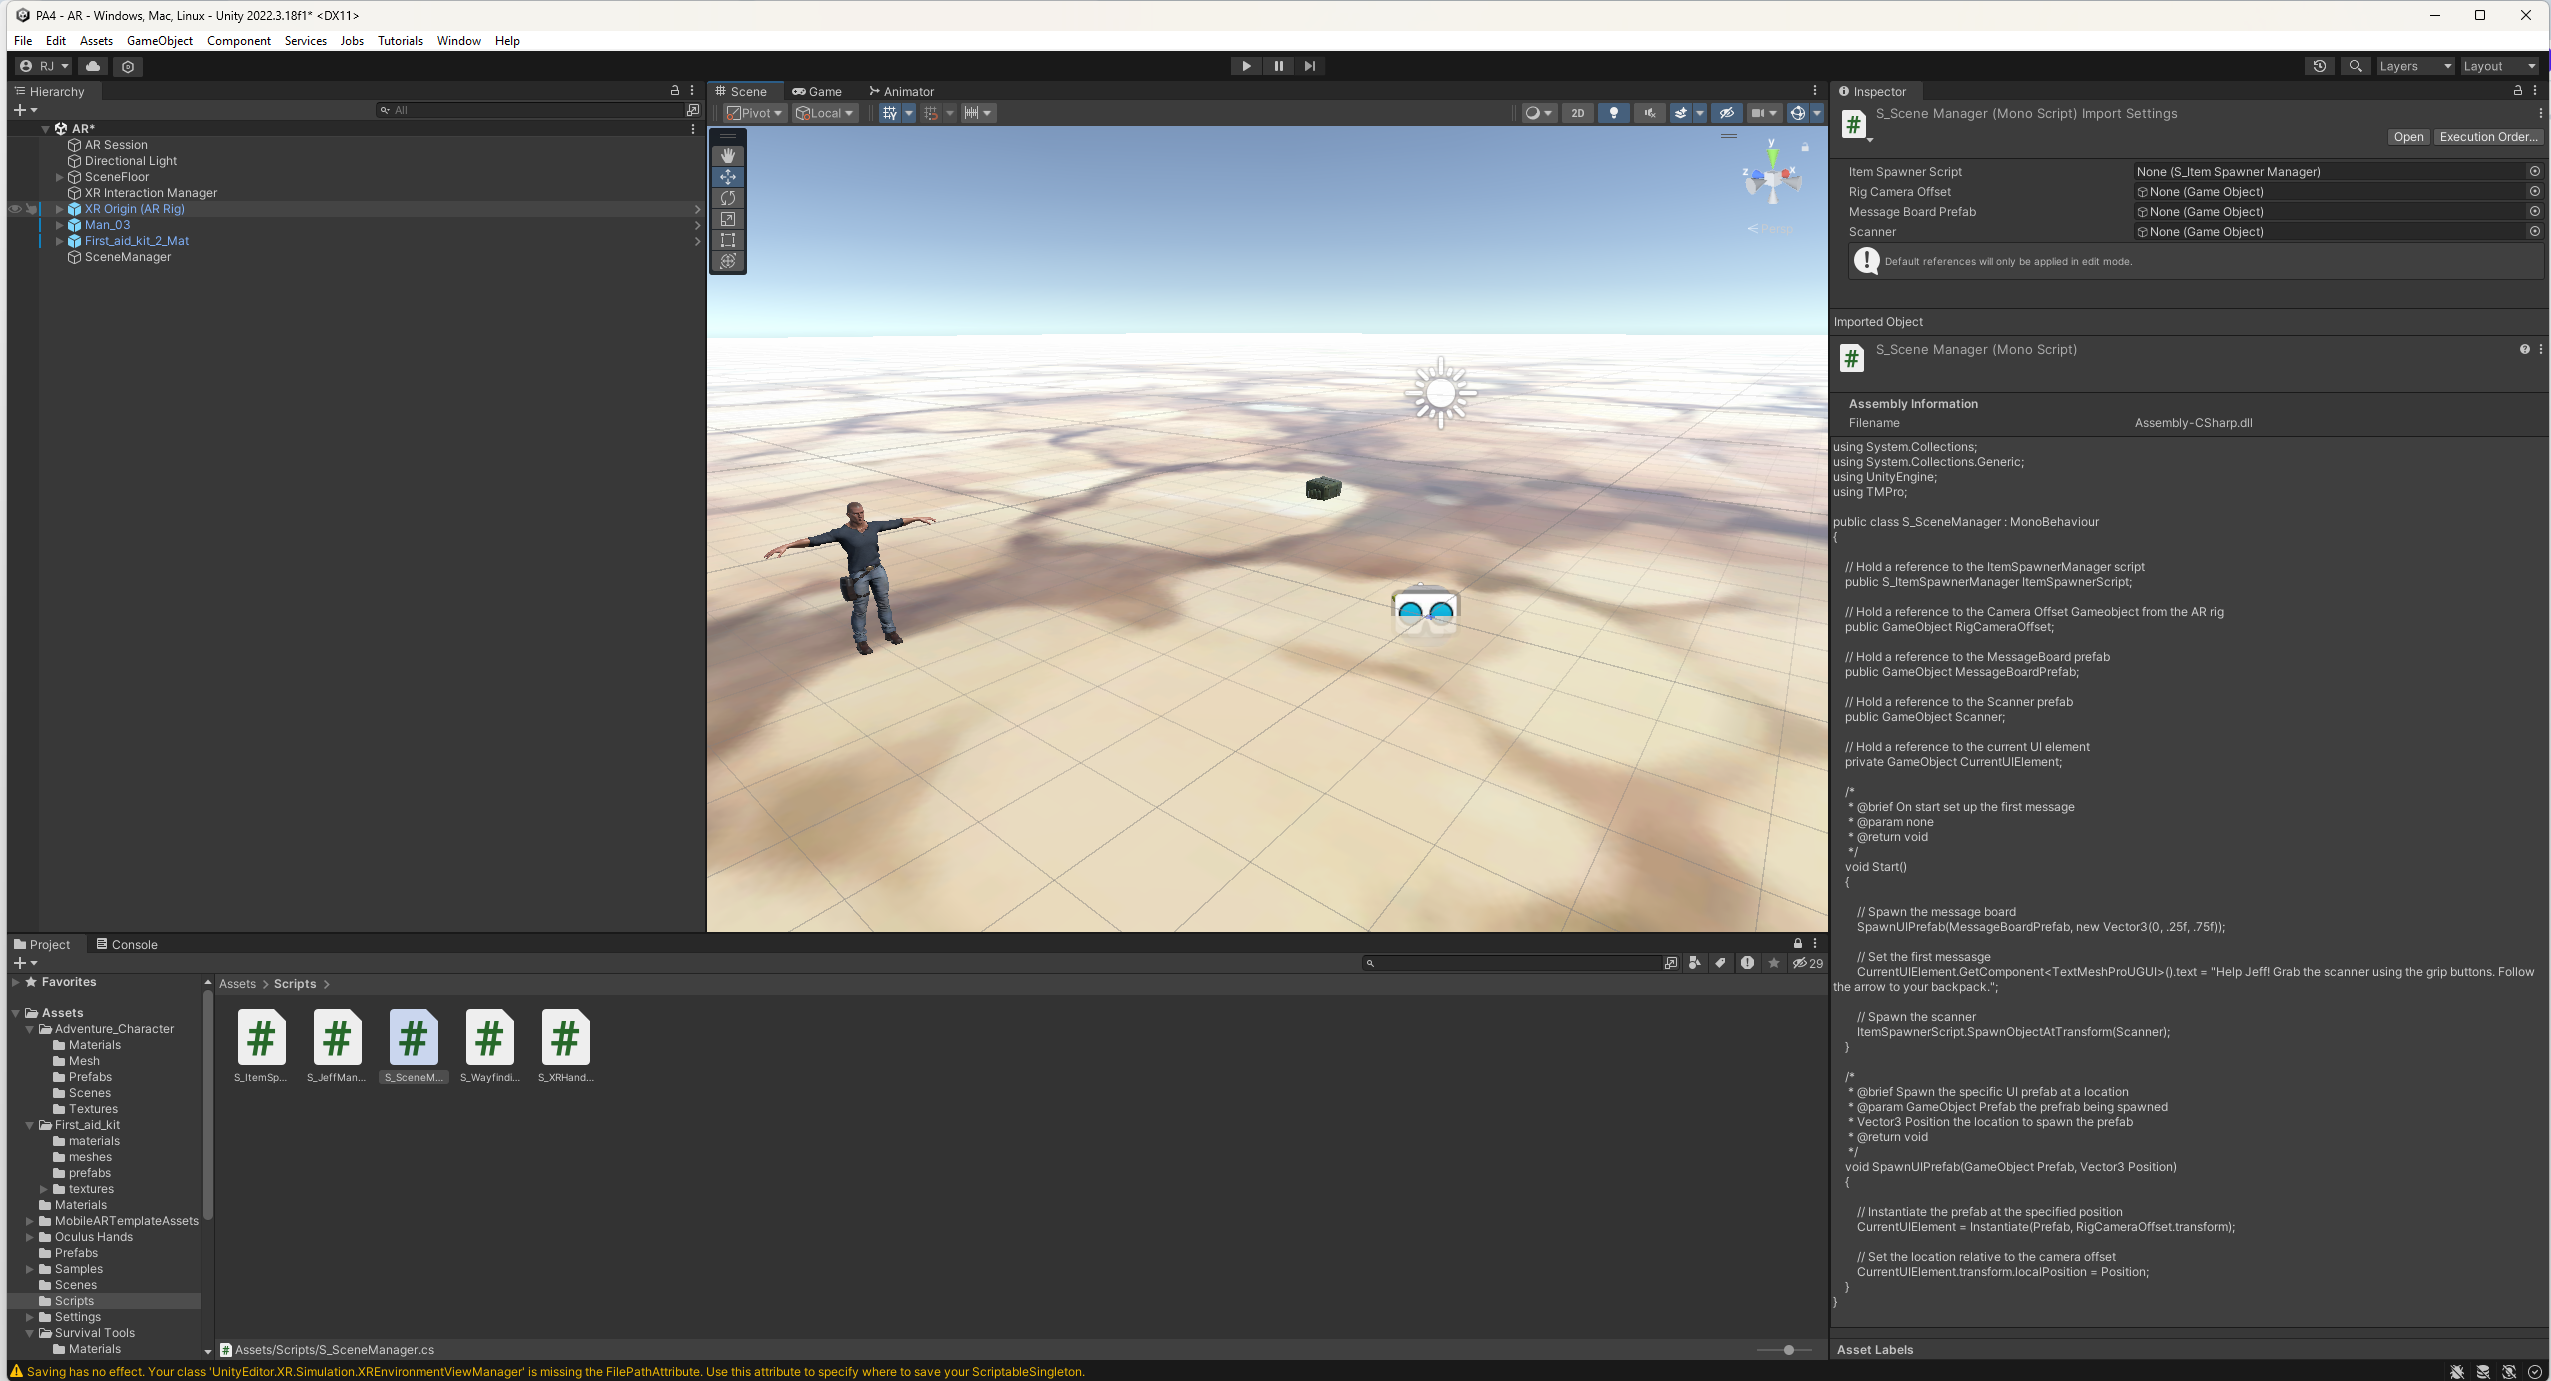 PA4 - AR - Windows, Mac, Linux - Unity 2022.3.18f1* <DX11>
File Edit Assets GameObject Component Services Jobs Tutorials Window Help
RJ
Layers
Layout
Hierarchy
All
AR*
AR Session
Directional Light
SceneFloor
XR Interaction Manager
XR Origin (AR Rig)
Man_03
First_aid_kit_2_Mat
SceneManager
Scene Game Animator
Pivot Local
2D
y
z x
Persp
Inspector
S_Scene Manager (Mono Script) Import Settings
Open Execution Order...
Item Spawner Script None (S_Item Spawner Manager)
Rig Camera Offset None (Game Object)
Message Board Prefab None (Game Object)
Scanner None (Game Object)
Default references will only be applied in edit mode.
Imported Object
S_Scene Manager (Mono Script)
Assembly Information
Filename Assembly-CSharp.dll
using System.Collections;
using System.Collections.Generic;
using UnityEngine;
using TMPro;
public class S_SceneManager : MonoBehaviour
{
// Hold a reference to the ItemSpawnerManager script
public S_ItemSpawnerManager ItemSpawnerScript;
// Hold a reference to the Camera Offset Gameobject from the AR rig
public GameObject RigCameraOffset;
// Hold a reference to the MessageBoard prefab
public GameObject MessageBoardPrefab;
// Hold a reference to the Scanner prefab
public GameObject Scanner;
// Hold a reference to the current UI element
private GameObject CurrentUIElement;
/*
* @brief On start set up the first message
* @param none
* @return void
*/
void Start()
{
// Spawn the message board
SpawnUIPrefab(MessageBoardPrefab, new Vector3(0, .25f, .75f));
// Set the first messasge
CurrentUIElement.GetComponent<TextMeshProUGUI>().text = "Help Jeff! Grab the scanner using the grip buttons. Follow
the arrow to your backpack.";
// Spawn the scanner
ItemSpawnerScript.SpawnObjectAtTransform(Scanner);
}
/*
* @brief Spawn the specific UI prefab at a location
* @param GameObject Prefab the prefrab being spawned
* Vector3 Position the location to spawn the prefab
* @return void
*/
void SpawnUIPrefab(GameObject Prefab, Vector3 Position)
{
// Instantiate the prefab at the specified position
CurrentUIElement = Instantiate(Prefab, RigCameraOffset.transform);
// Set the location relative to the camera offset
CurrentUIElement.transform.localPosition = Position;
}
}
Asset Labels
Project Console
29
Favorites
Assets
Adventure_Character
Materials
Mesh
Prefabs
Scenes
Textures
First_aid_kit
materials
meshes
prefabs
textures
Materials
MobileARTemplateAssets
Oculus Hands
Prefabs
Samples
Scenes
Scripts
Settings
Survival Tools
Materials
Assets > Scripts >
S_ItemSp... S_JeffMan... S_SceneM... S_Wayfindi... S_XRHand...
Assets/Scripts/S_SceneManager.cs
Saving has no effect. Your class 'UnityEditor.XR.Simulation.XREnvironmentViewManager' is missing the FilePathAttribute. Use this attribute to specify where to save your ScriptableSingleton.